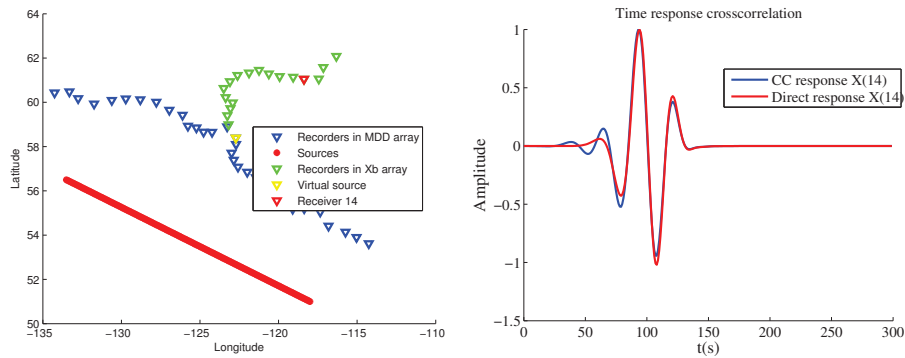 64
62
60
58
56
54
52
50
−135
−130
−125
−120
−115
−110
Latitude
Longitude
Recorders in MDD array
Sources
Recorders in Xb array
Virtual source
Receiver 14
Time response crosscorrelation
1
0.5
0
−0.5
−1
−1.5
0
50
100
150
200
250
300
Amplitude
t(s)
CC response X(14)
Direct response X(14)